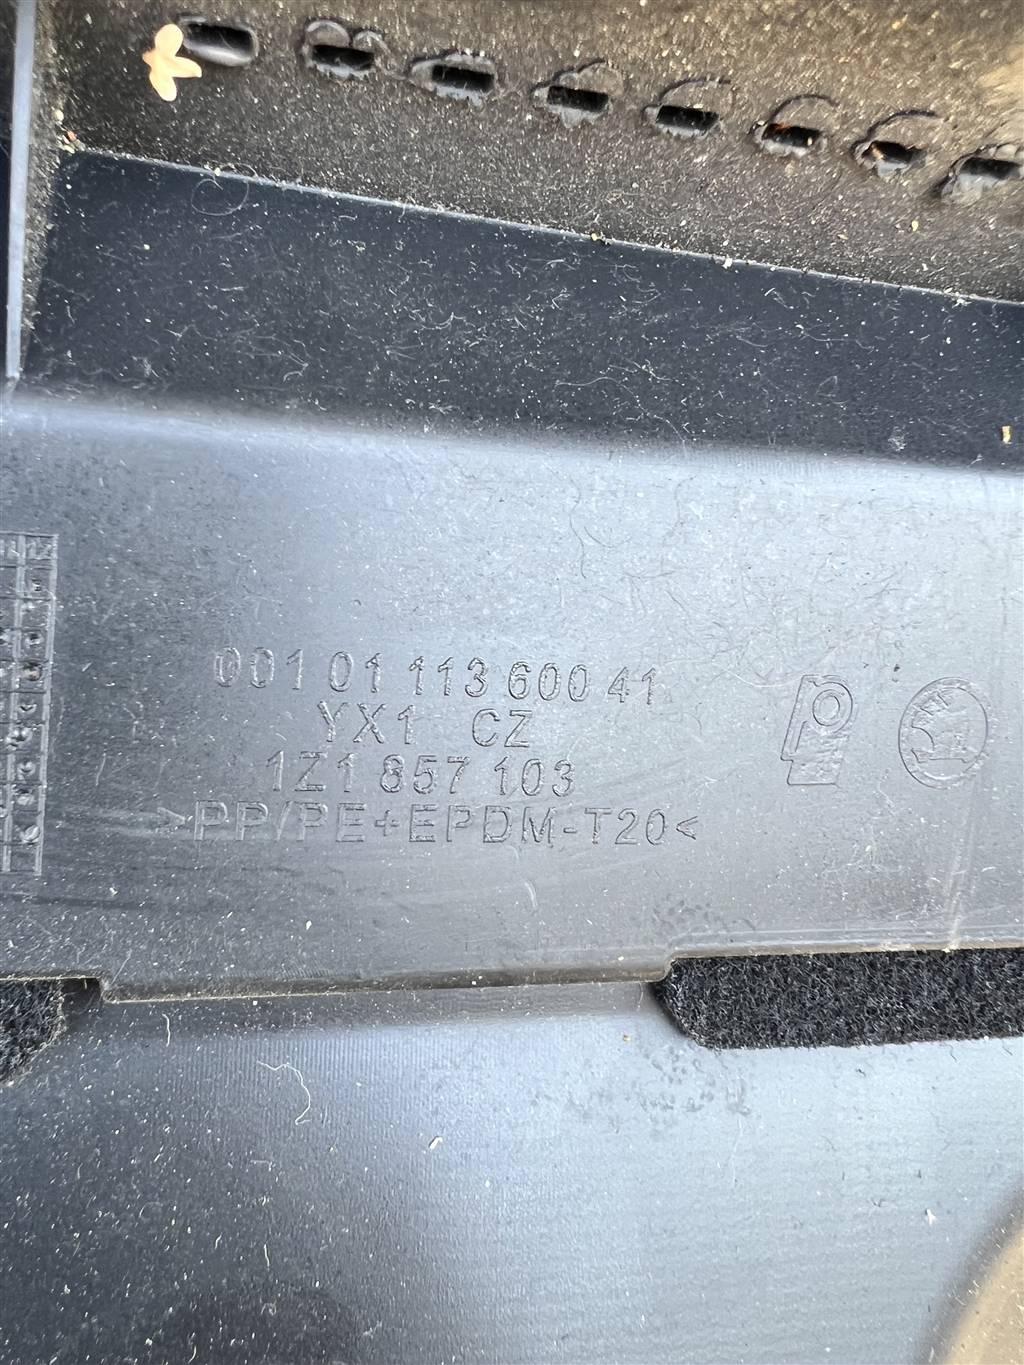 001 01 113 600 41
YX1 CZ
1Z1 857 103
>PP/PE+EPDM-T20<